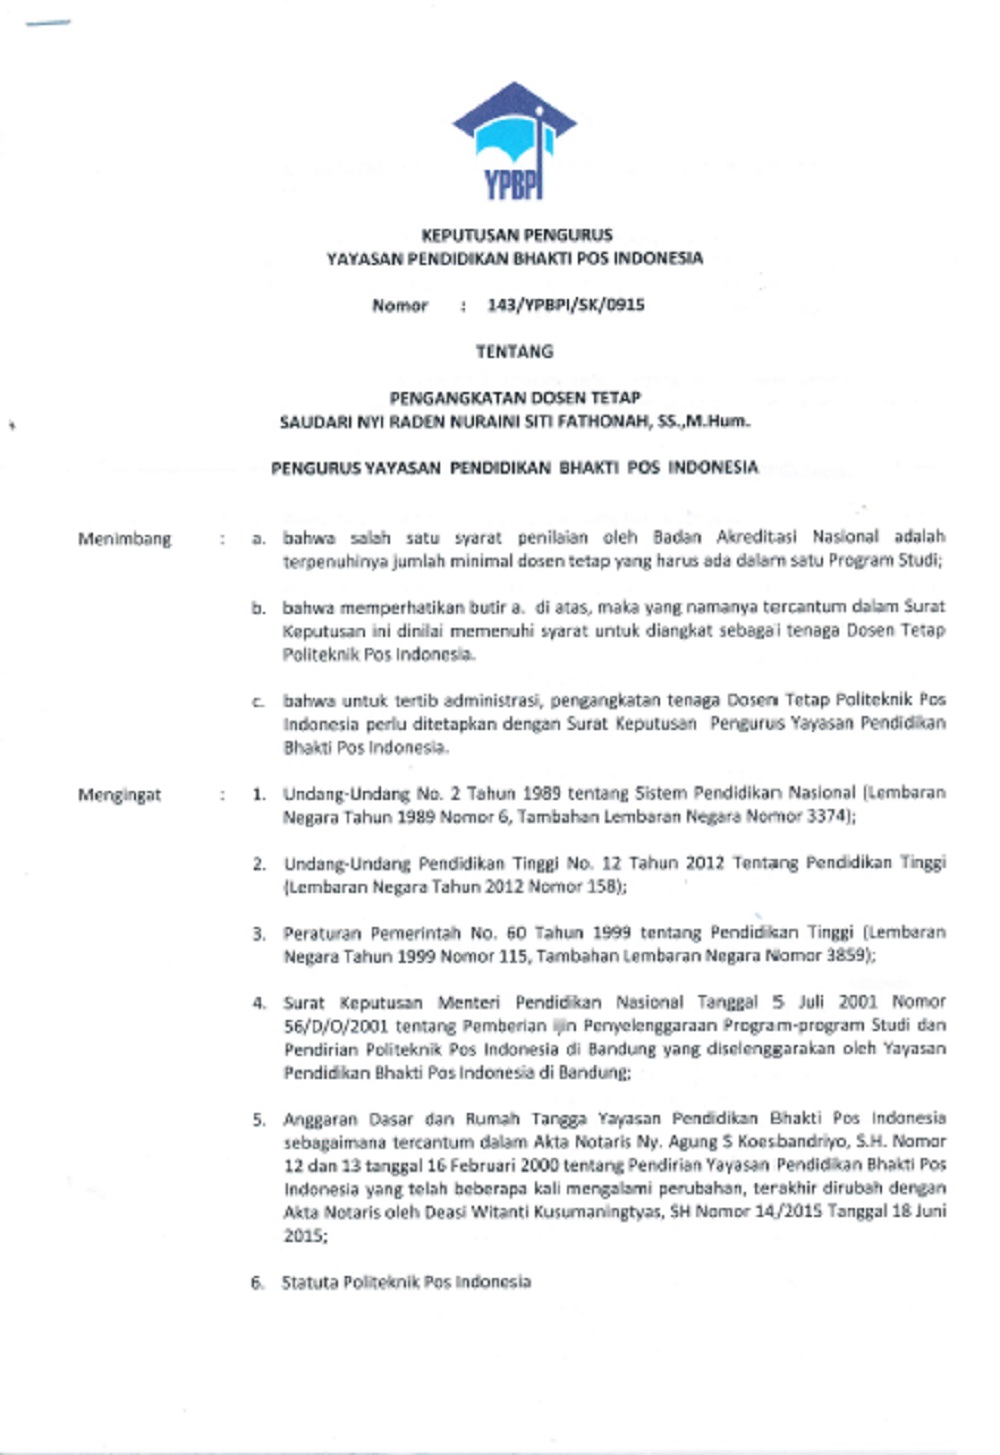 YPBPI
KEPUTUSAN PENGURUS
YAYASAN PENDIDIKAN BHAKTI POS INDONESIA
Nomor : 143/YPBPI/SK/0915
TENTANG
PENGANGKATAN DOSEN TETAP
SAUDARI NYI RADEN NURAINI SITI FATHONAH, SS.,M.Hum.
PENGURUS YAYASAN PENDIDIKAN BHAKTI POS INDONESIA
Menimbang : a. bahwa salah satu syarat penilaian oleh Badan Akreditasi Nasional adalah
terpenuhinya jumlah minimal dosen tetap yang harus ada dalam satu Program Studi;
b. bahwa memperhatikan butir a. di atas, maka yang namanya tercantum dalam Surat
Keputusan ini dinilai memenuhi syarat untuk diangkat sebagai tenaga Dosen Tetap
Politeknik Pos Indonesia.
c. bahwa untuk tertib administrasi, pengangkatan tenaga Dosen Tetap Politeknik Pos
Indonesia perlu ditetapkan dengan Surat Keputusan Pengurus Yayasan Pendidikan
Bhakti Pos Indonesia.
Mengingat : 1. Undang-Undang No. 2 Tahun 1989 tentang Sistem Pendidikan Nasional (Lembaran
Negara Tahun 1989 Nomor 6, Tambahan Lembaran Negara Nomor 3374);
2. Undang-Undang Pendidikan Tinggi No. 12 Tahun 2012 Tentang Pendidikan Tinggi
(Lembaran Negara Tahun 2012 Nomor 158);
3. Peraturan Pemerintah No. 60 Tahun 1999 tentang Pendidikan Tinggi (Lembaran
Negara Tahun 1999 Nomor 115, Tambahan Lembaran Negara Nomor 3859);
4. Surat Keputusan Menteri Pendidikan Nasional Tanggal 5 Juli 2001 Nomor
56/D/O/2001 tentang Pemberian ijin Penyelenggaraan Program-program Studi dan
Pendirian Politeknik Pos Indonesia di Bandung yang diselenggarakan oleh Yayasan
Pendidikan Bhakti Pos Indonesia di Bandung;
5. Anggaran Dasar dan Rumah Tangga Yayasan Pendidikan Bhakti Pos Indonesia
sebagaimana tercantum dalam Akta Notaris Ny. Agung S Koesbandriyo, S.H. Nomor
12 dan 13 tanggal 16 Februari 2000 tentang Pendirian Yayasan Pendidikan Bhakti Pos
Indonesia yang telah beberapa kali mengalami perubahan, terakhir dirubah dengan
Akta Notaris oleh Deasi Witanti Kusumaningtyas, SH Nomor 14/2015 Tanggal 18 Juni
2015;
6. Statuta Politeknik Pos Indonesia